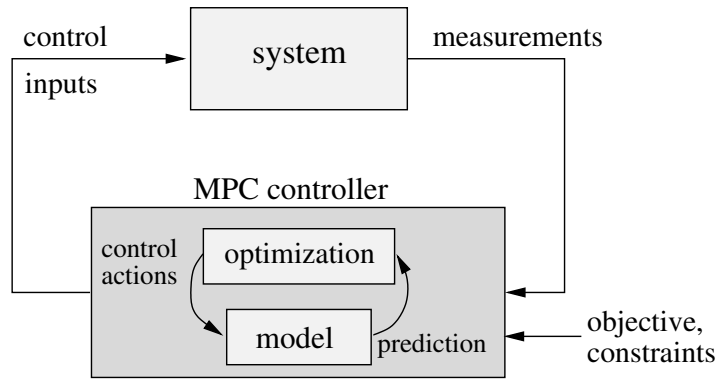 control
inputs
system
measurements
MPC controller
control
actions
optimization
model
prediction
objective,
constraints